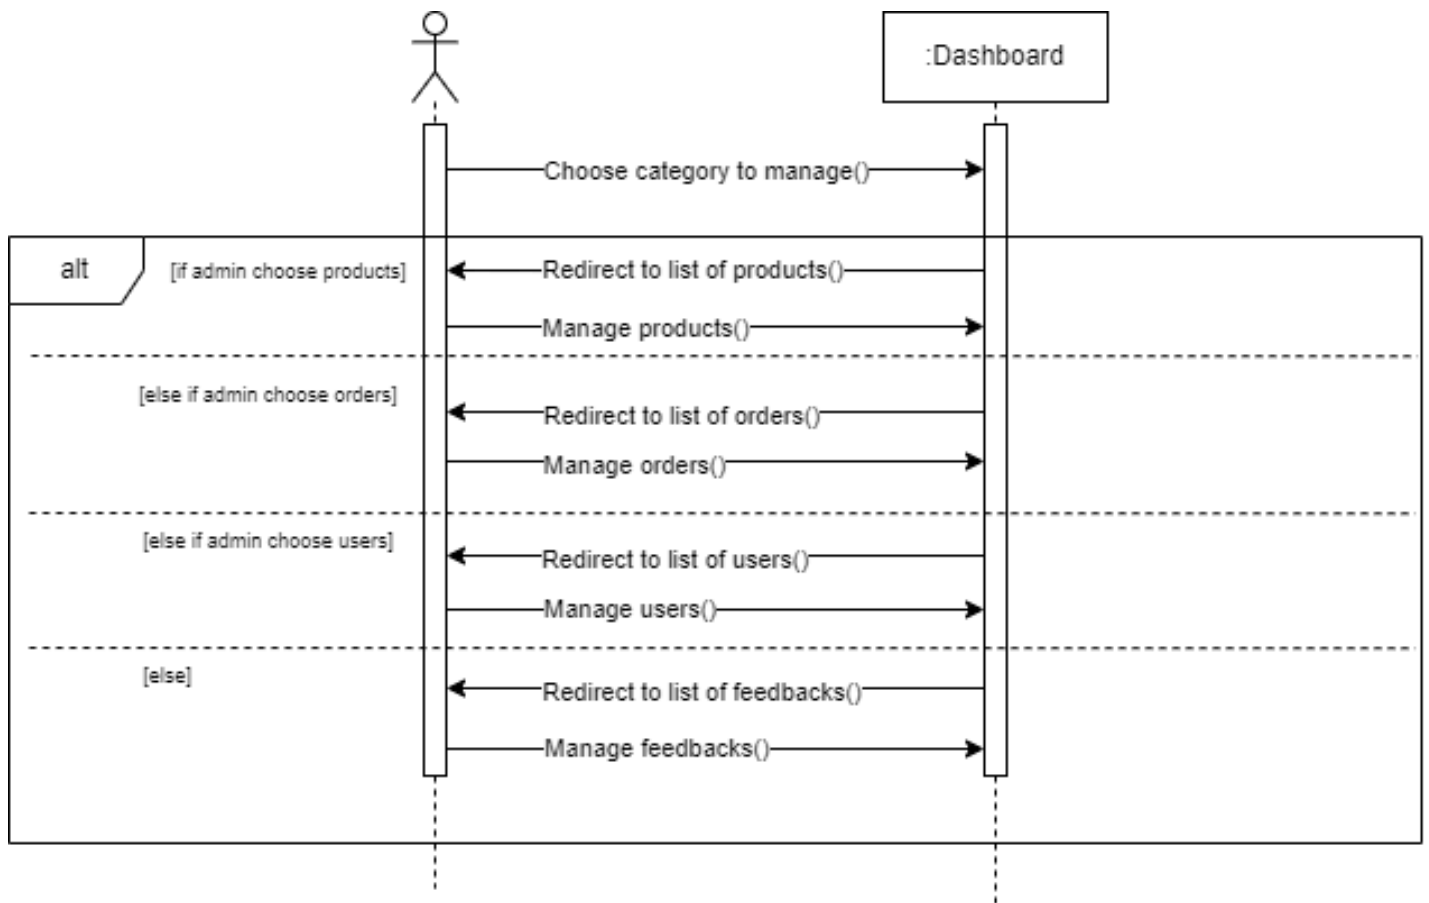 :Dashboard
Choose category to manage()
alt
[if admin choose products]
Redirect to list of products()
Manage products()
[else if admin choose orders]
Redirect to list of orders()
Manage orders()
[else if admin choose users]
Redirect to list of users()
Manage users()
[else]
Redirect to list of feedbacks()
Manage feedbacks()